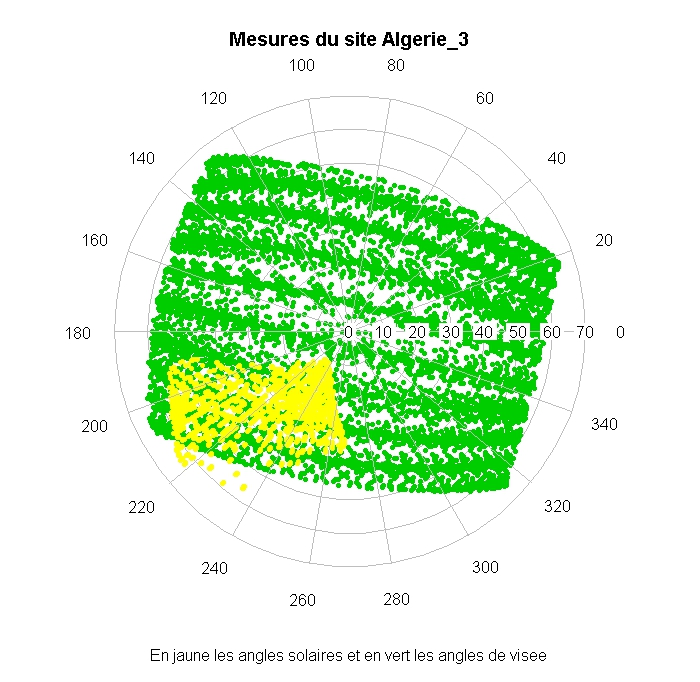 Mesures du site Algerie_3
100 80
120 60
140 40
160 20
180 0 10 20 30 40 50 60 70 0
200 340
220 320
240 300
260 280
En jaune les angles solaires et en vert les angles de visee